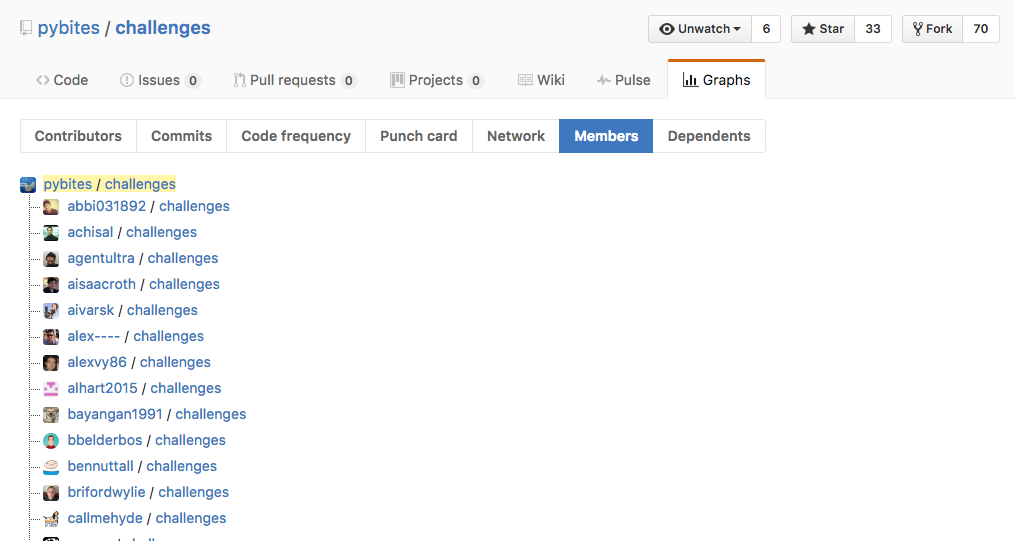 pybites / challenges
Unwatch 6 Star 33 Fork 70
Code Issues 0 Pull requests 0 Projects 0 Wiki Pulse Graphs
Contributors Commits Code frequency Punch card Network Members Dependents
pybites / challenges
abbi031892 / challenges
achisal / challenges
agentultra / challenges
aisaacroth / challenges
aivarsk / challenges
alex---- / challenges
alexvy86 / challenges
alhart2015 / challenges
bayangan1991 / challenges
bbelderbos / challenges
bennuttall / challenges
brifordwylie / challenges
callmehyde / challenges